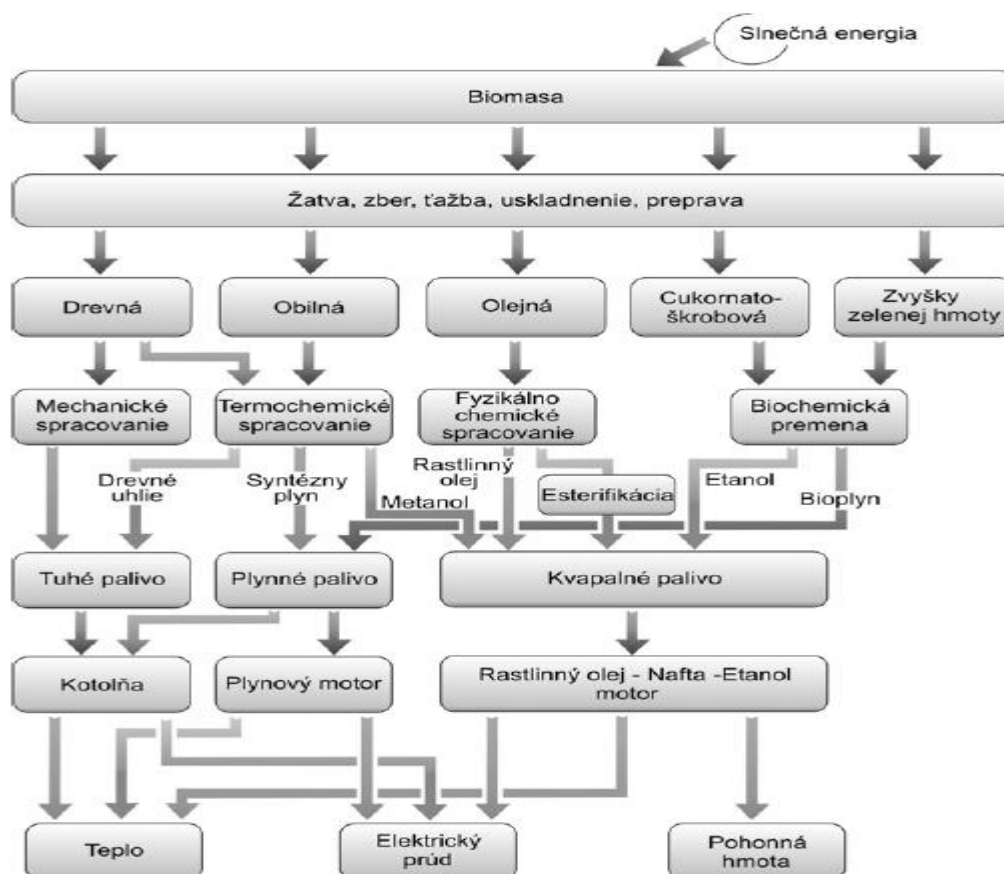 Slnečná energia
Biomasa
Žatva, zber, ťažba, uskladnenie, preprava
Drevná
Obilná
Olejná
Cukornato-
škrobová
Zvyšky
zelenej hmoty
Mechanické
spracovanie
Termochemické
spracovanie
Fyzikálno
chemické
spracovanie
Biochemická
premena
Drevné
uhlie
Syntézny
plyn
Metanol
Rastlinný
olej
Esterifikácia
Etanol
Bioplyn
Tuhé palivo
Plynné palivo
Kvapalné palivo
Kotolňa
Plynový motor
Rastlinný olej - Nafta -Etanol
motor
Teplo
Elektrický
prúd
Pohonná
hmota